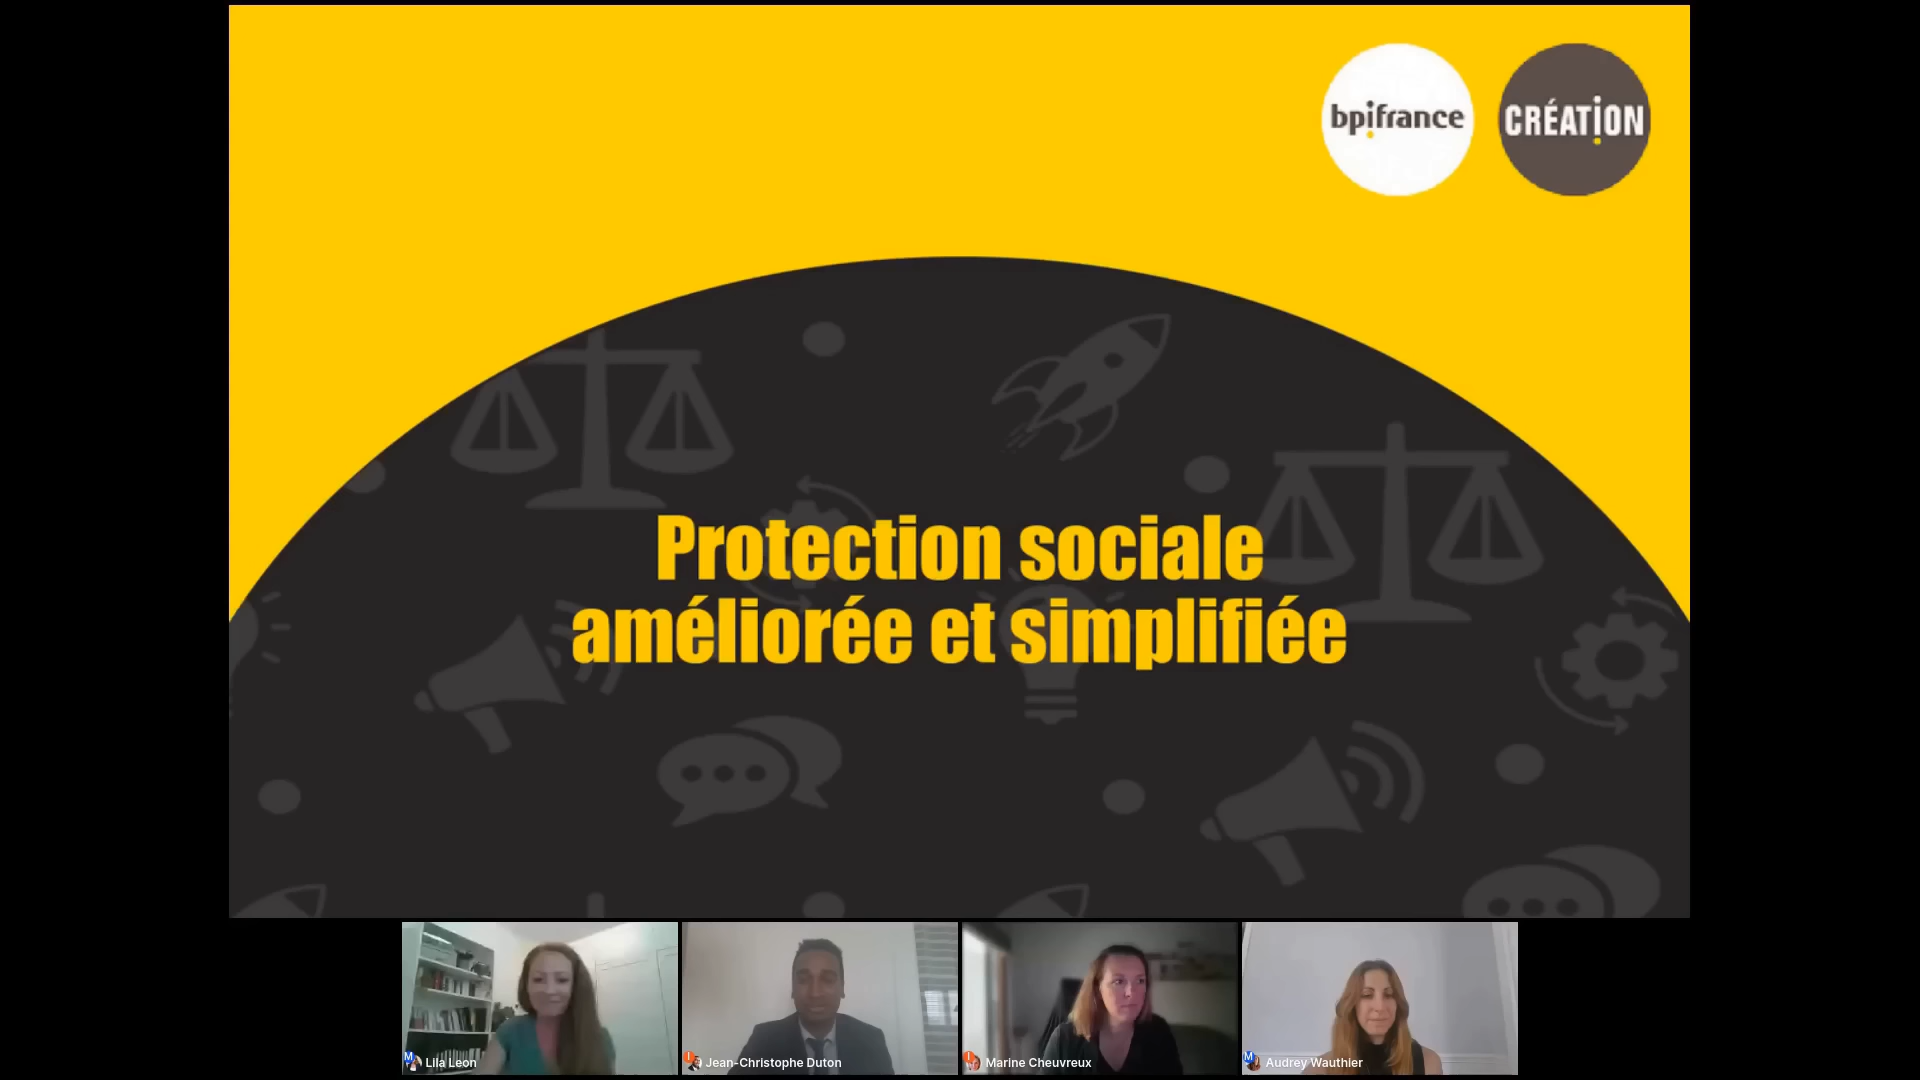 bpifrance
CRÉATION
Protection sociale
améliorée et simplifiée
M
Lila Leon
I
Jean-Christophe Duton
I
Marine Cheuvreux
M
Audrey Wauthier